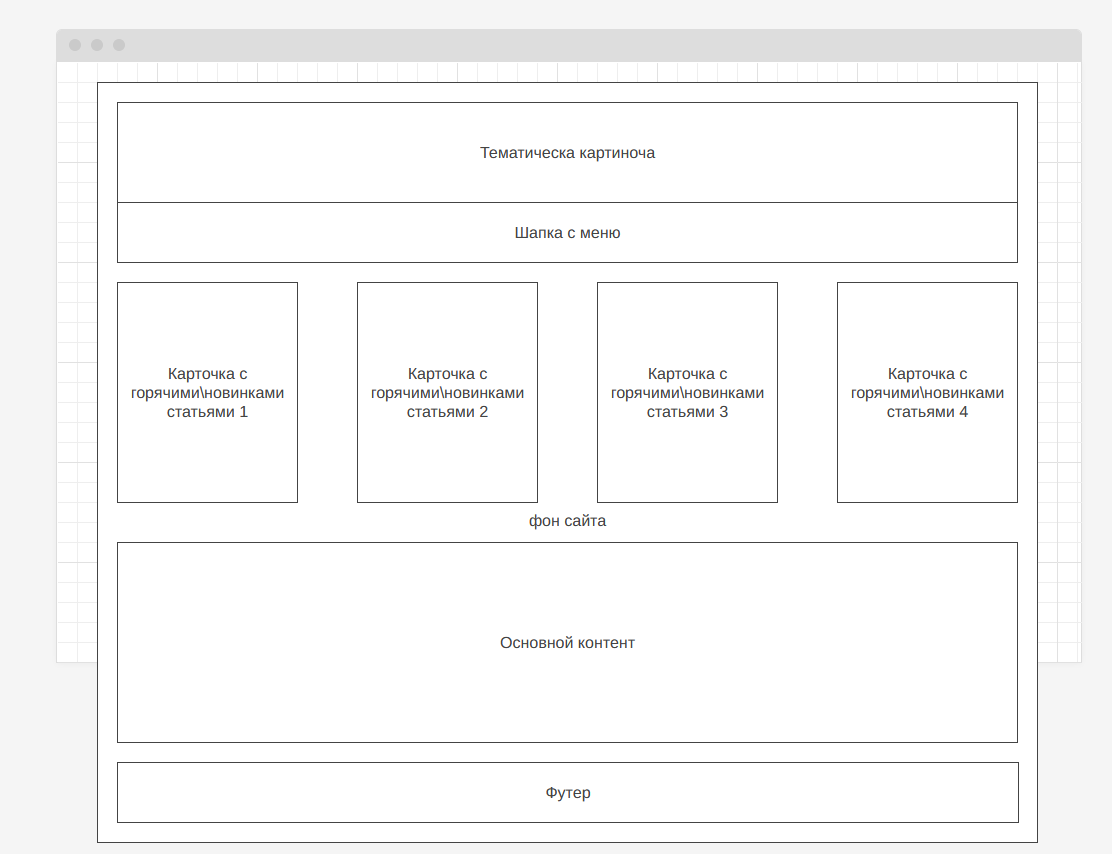 Тематическа картиноча
Шапка с меню
Карточка с
горячими\новинками
статьями 1
Карточка с
горячими\новинками
статьями 2
Карточка с
горячими\новинками
статьями 3
Карточка с
горячими\новинками
статьями 4
фон сайта
Основной контент
Футер